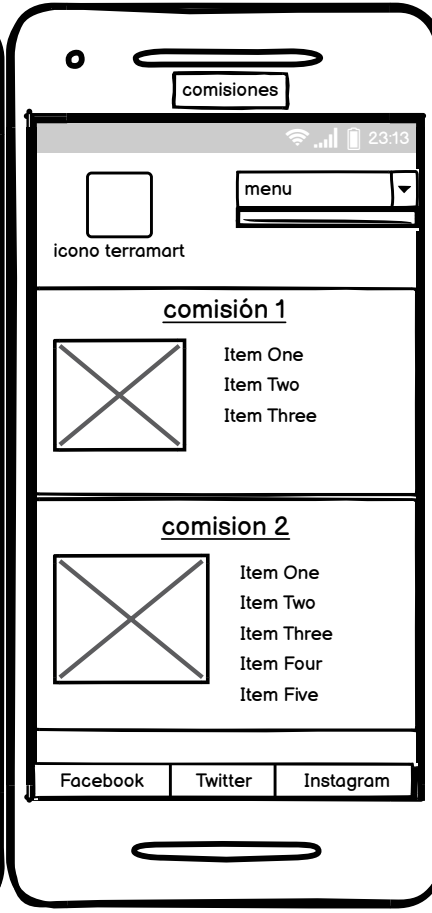 comisiones
23:13
menu
icono terramart
comisión 1
Item One
Item Two
Item Three
comision 2
Item One
Item Two
Item Three
Item Four
Item Five
Facebook Twitter Instagram